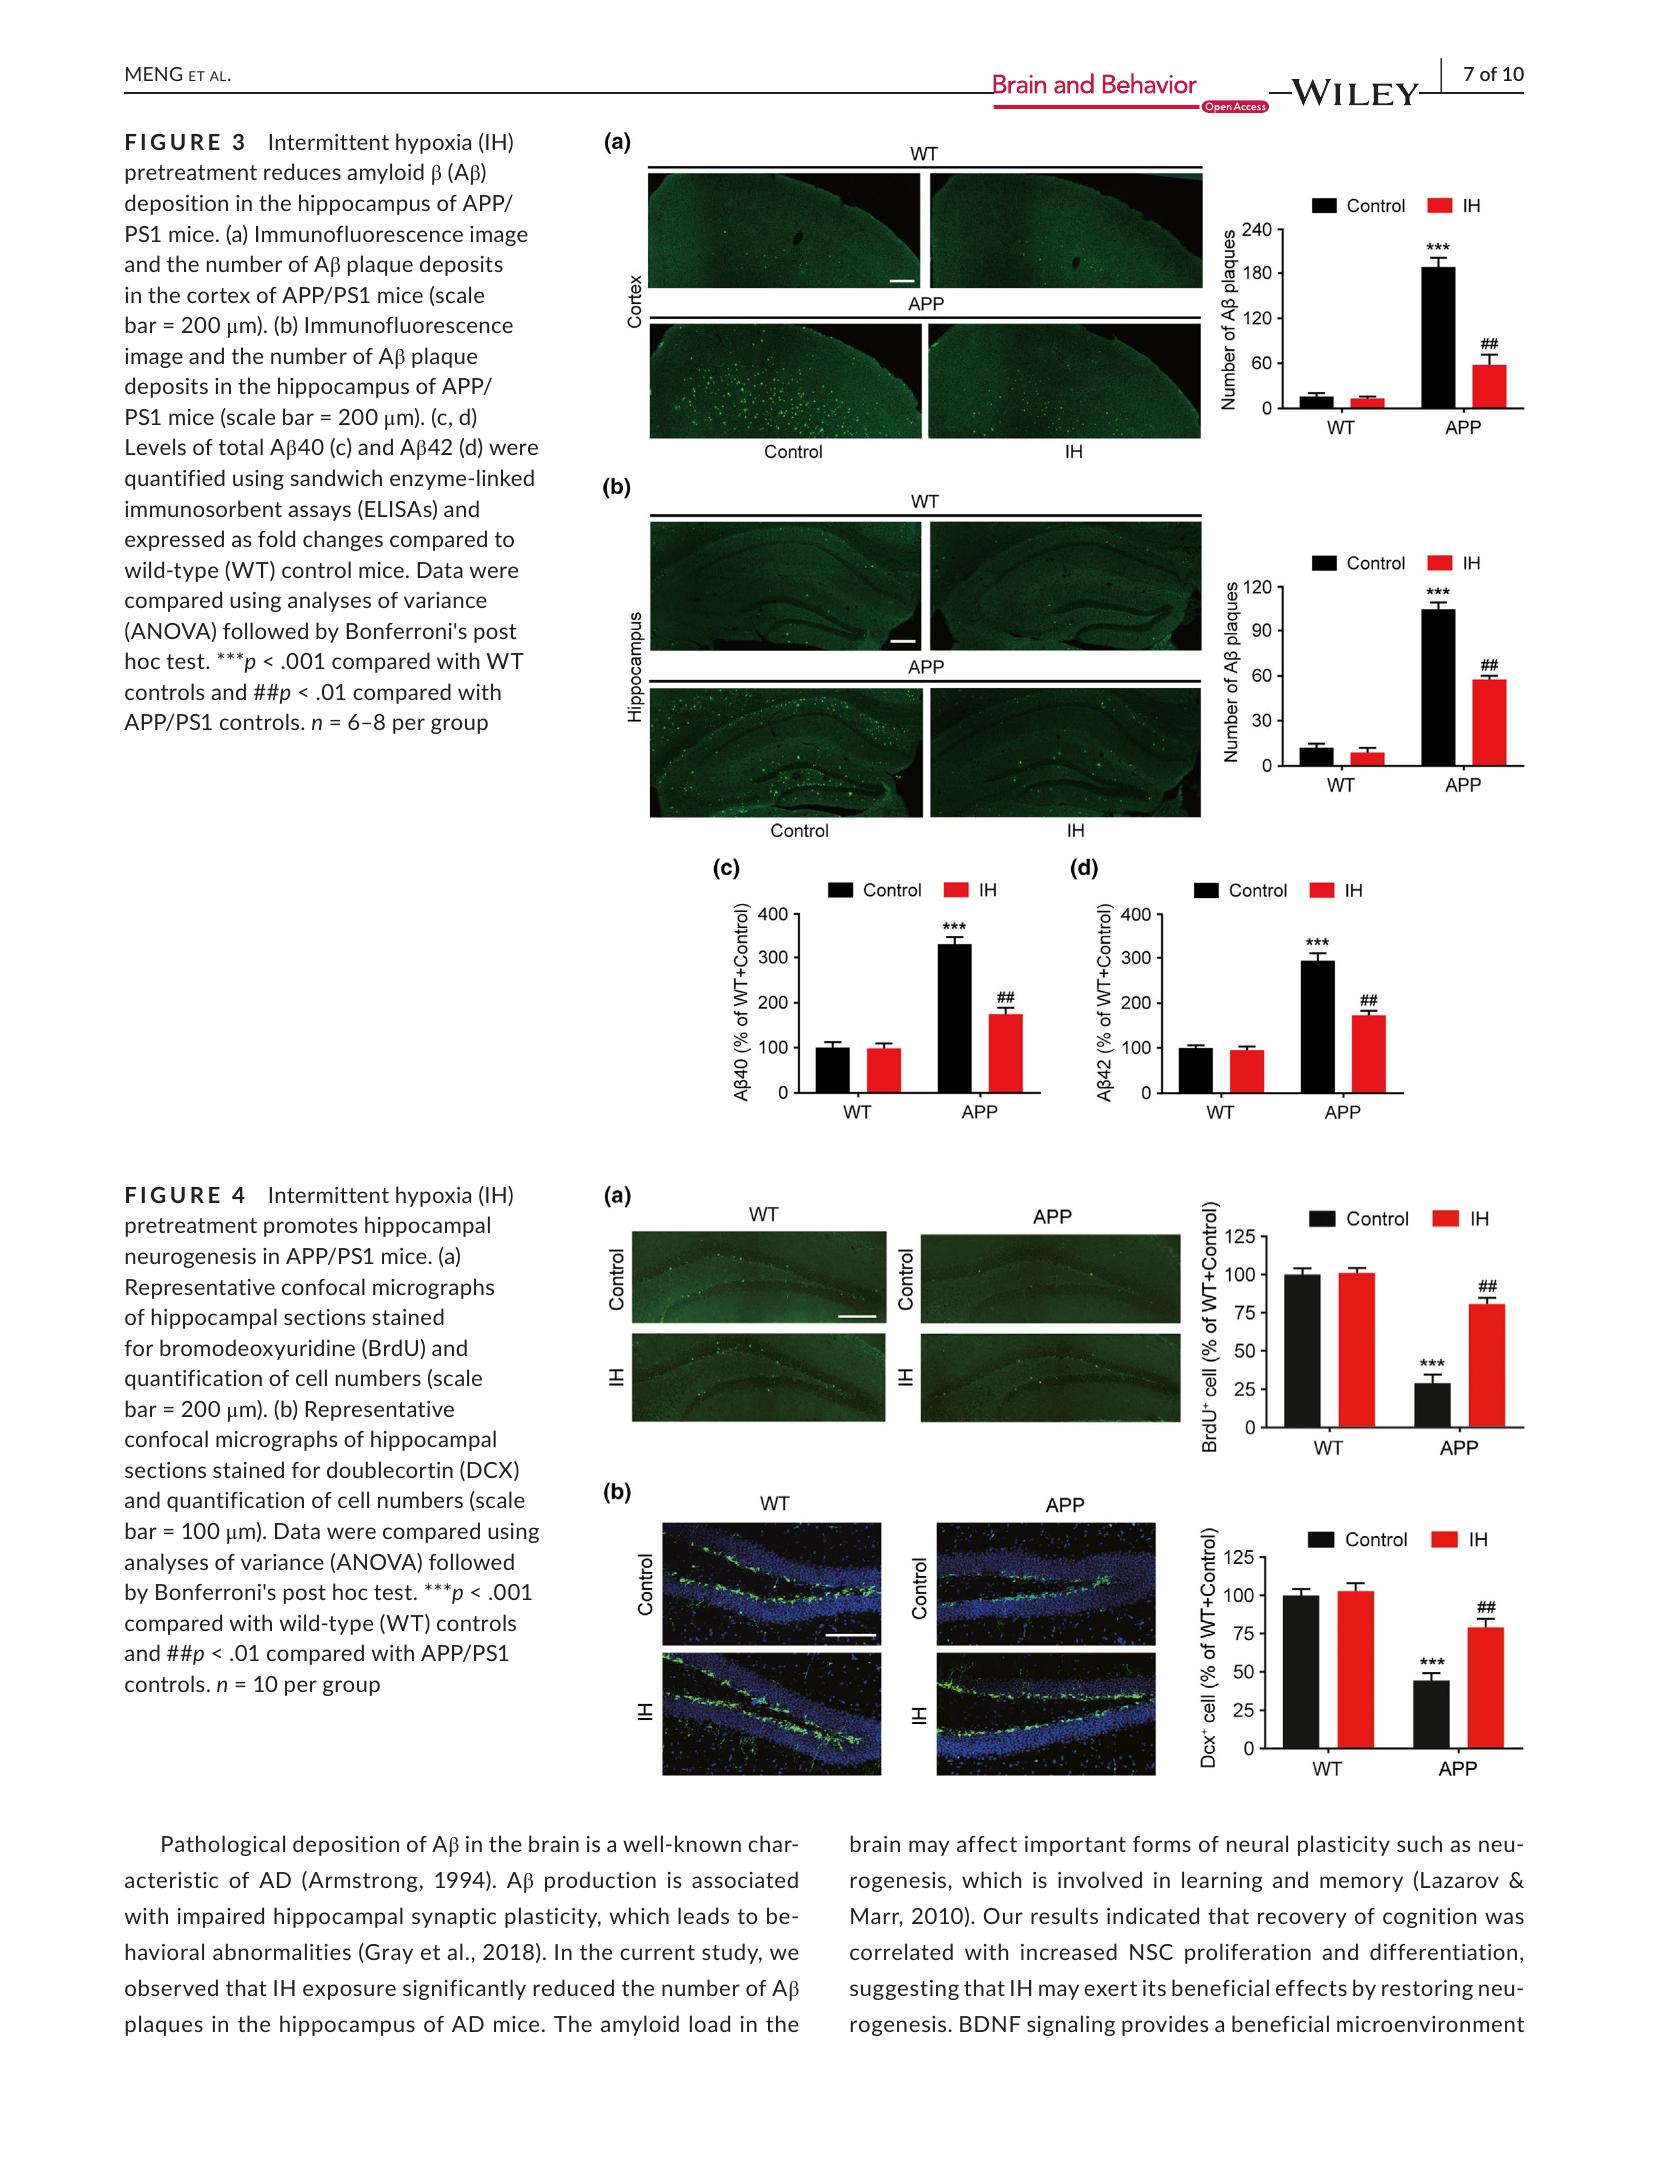 MENG ET AL.
Brain and Behavior
Open Access
WILEY
7 of 10
FIGURE 3 Intermittent hypoxia (IH)
pretreatment reduces amyloid β (Aβ)
deposition in the hippocampus of APP/
PS1 mice. (a) Immunofluorescence image
and the number of Aβ plaque deposits
in the cortex of APP/PS1 mice (scale
bar = 200 μm). (b) Immunofluorescence
image and the number of Aβ plaque
deposits in the hippocampus of APP/
PS1 mice (scale bar = 200 μm). (c, d)
Levels of total Aβ40 (c) and Aβ42 (d) were
quantified using sandwich enzyme-linked
immunosorbent assays (ELISAs) and
expressed as fold changes compared to
wild-type (WT) control mice. Data were
compared using analyses of variance
(ANOVA) followed by Bonferroni's post
hoc test. ***p < .001 compared with WT
controls and ##p < .01 compared with
APP/PS1 controls. n = 6–8 per group
(a)
WT
Cortex
APP
Control
IH
Control
IH
Number of Aβ plaques
240
180
120
60
0
***
##
WT
APP
(b)
WT
Hippocampus
APP
Control
IH
Control
IH
Number of Aβ plaques
120
90
60
30
0
***
##
WT
APP
(c)
Control
IH
Aβ40 (% of WT+Control)
400
300
200
100
0
***
##
WT
APP
(d)
Control
IH
Aβ42 (% of WT+Control)
400
300
200
100
0
***
##
WT
APP
FIGURE 4 Intermittent hypoxia (IH)
pretreatment promotes hippocampal
neurogenesis in APP/PS1 mice. (a)
Representative confocal micrographs
of hippocampal sections stained
for bromodeoxyuridine (BrdU) and
quantification of cell numbers (scale
bar = 200 μm). (b) Representative
confocal micrographs of hippocampal
sections stained for doublecortin (DCX)
and quantification of cell numbers (scale
bar = 100 μm). Data were compared using
analyses of variance (ANOVA) followed
by Bonferroni's post hoc test. ***p < .001
compared with wild-type (WT) controls
and ##p < .01 compared with APP/PS1
controls. n = 10 per group
(a)
WT
APP
Control
Control
IH
IH
Control
IH
BrdU⁺ cell (% of WT+Control)
125
100
75
50
25
0
***
##
WT
APP
(b)
WT
APP
Control
Control
IH
IH
Control
IH
Dcx⁺ cell (% of WT+Control)
125
100
75
50
25
0
***
##
WT
APP
Pathological deposition of Aβ in the brain is a well-known char-
acteristic of AD (Armstrong, 1994). Aβ production is associated
with impaired hippocampal synaptic plasticity, which leads to be-
havioral abnormalities (Gray et al., 2018). In the current study, we
observed that IH exposure significantly reduced the number of Aβ
plaques in the hippocampus of AD mice. The amyloid load in the
brain may affect important forms of neural plasticity such as neu-
rogenesis, which is involved in learning and memory (Lazarov &
Marr, 2010). Our results indicated that recovery of cognition was
correlated with increased NSC proliferation and differentiation,
suggesting that IH may exert its beneficial effects by restoring neu-
rogenesis. BDNF signaling provides a beneficial microenvironment